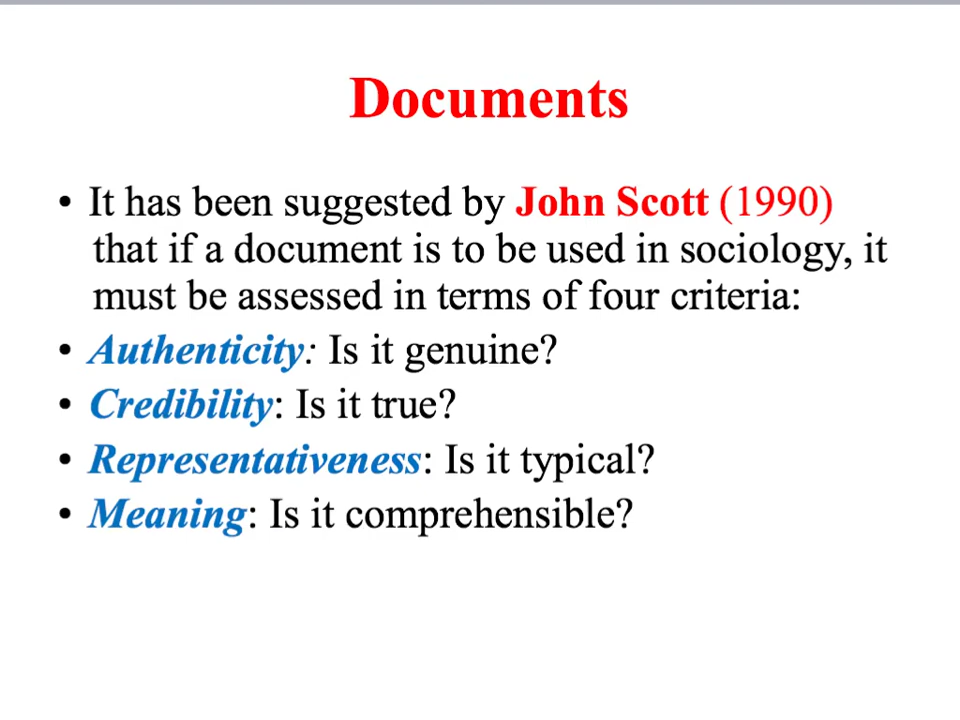 Documents
• It has been suggested by John Scott (1990)
that if a document is to be used in sociology, it
must be assessed in terms of four criteria:
• Authenticity: Is it genuine?
• Credibility: Is it true?
• Representativeness: Is it typical?
• Meaning: Is it comprehensible?